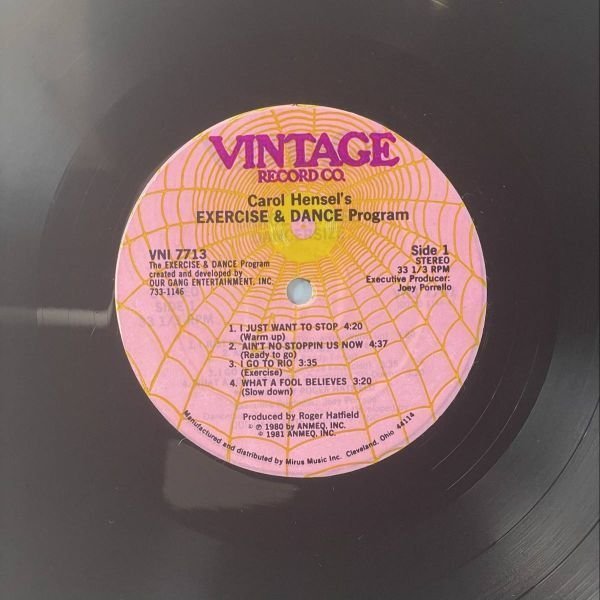 VINTAGE
RECORD CO.
Carol Hensel's
EXERCISE & DANCE Program
VNI 7713
The EXERCISE & DANCE Program
created and developed by
OUR GANG ENTERTAINMENT, INC.
733-1146
Side 1
STEREO
33 1/3 RPM
Executive Producer:
Joey Porrello
1. I JUST WANT TO STOP 4:20
(Warm up)
2. AIN'T NO STOPPIN US NOW 4:37
(Ready to go)
3. I GO TO RIO 3:35
(Exercise)
4. WHAT A FOOL BELIEVES 3:20
(Slow down)
Produced by Roger Hatfield
© ℗ 1980 by ANMEQ, INC.
© 1981 ANMEQ, INC.
Manufactured and distributed by Mirus Music Inc. Cleveland, Ohio 44114